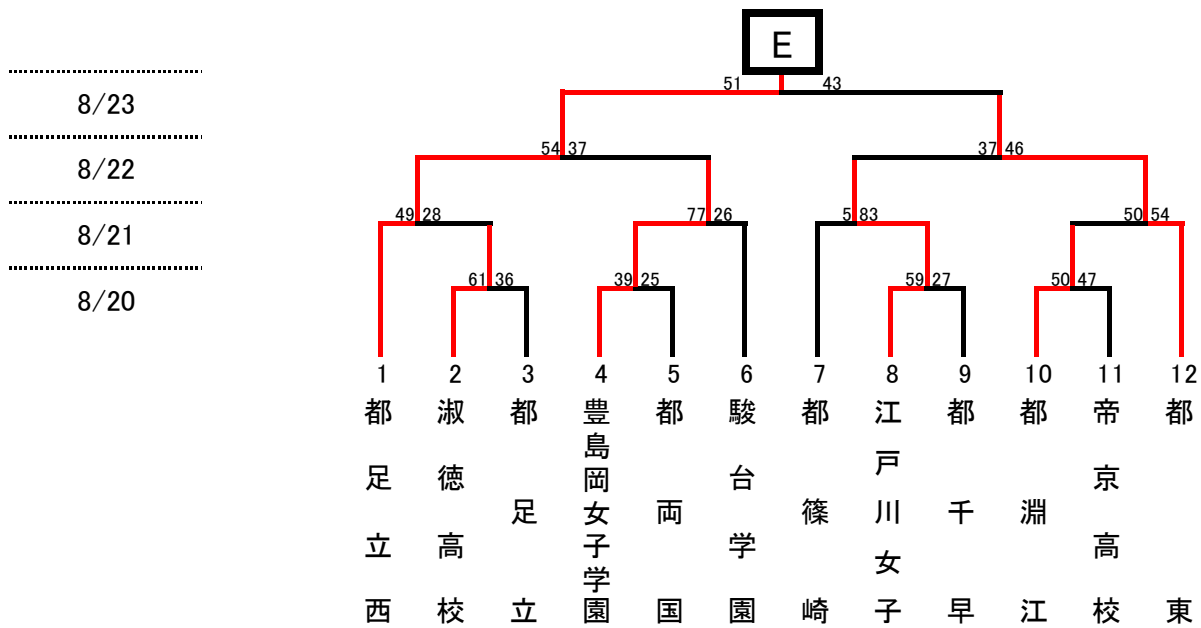 E
51 43
8/23
54 37 37 46
8/22
49 28 77 26 5 83 50 54
8/21
61 36 39 25 59 27 50 47
8/20
1 2 3 4 5 6 7 8 9 10 11 12
都足立西
淑徳高校
都足立
豊島岡女子学園
都両国
駿台学園
都篠崎
江戸川女子
都千早
都淵江
帝京高校
都東